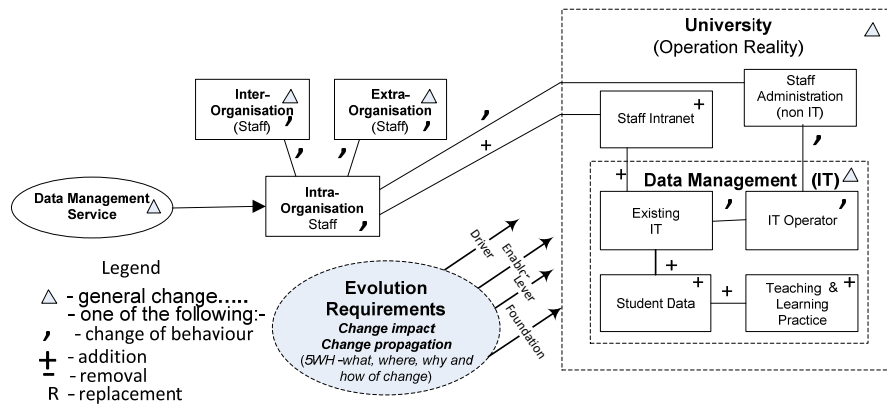 University
(Operation Reality)
Inter-
Organisation
(Staff)
,
Extra-
Organisation
(Staff)
,
Staff Intranet
+
Staff
Administration
(non IT)
,
,
,
,
+
Data Management
Service
Intra-
Organisation
Staff
,
+
,
Data Management (IT)
Existing
IT
,
IT Operator
,
+
Student Data
+
+
Teaching &
Learning
Practice
+
Driver
Enabler
Lever
Foundation
Evolution
Requirements
Change impact
Change propagation
(5WH -what, where, why and
how of change)
Legend
- general change.....
- one of the following:-
, - change of behaviour
+ - addition
– - removal
R - replacement